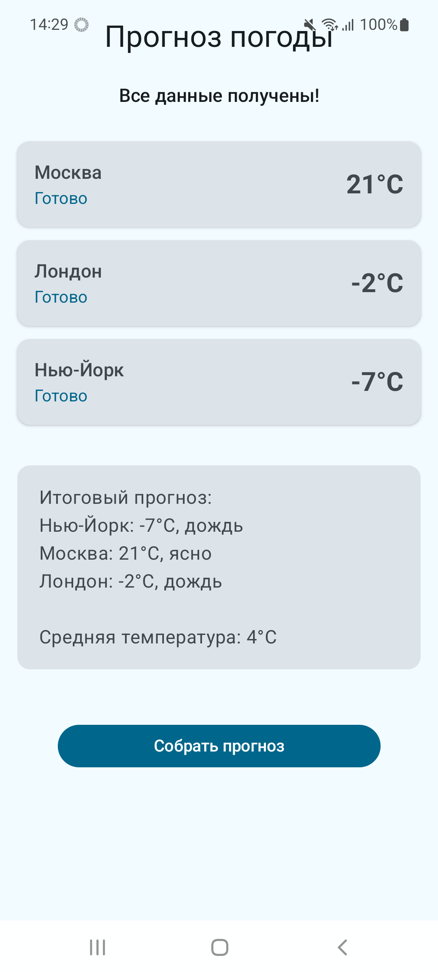 14:29 100%
Прогноз погоды
Все данные получены!
Москва
Готово
21°C
Лондон
Готово
-2°C
Нью-Йорк
Готово
-7°C
Итоговый прогноз:
Нью-Йорк: -7°C, дождь
Москва: 21°C, ясно
Лондон: -2°C, дождь
Средняя температура: 4°C
Собрать прогноз